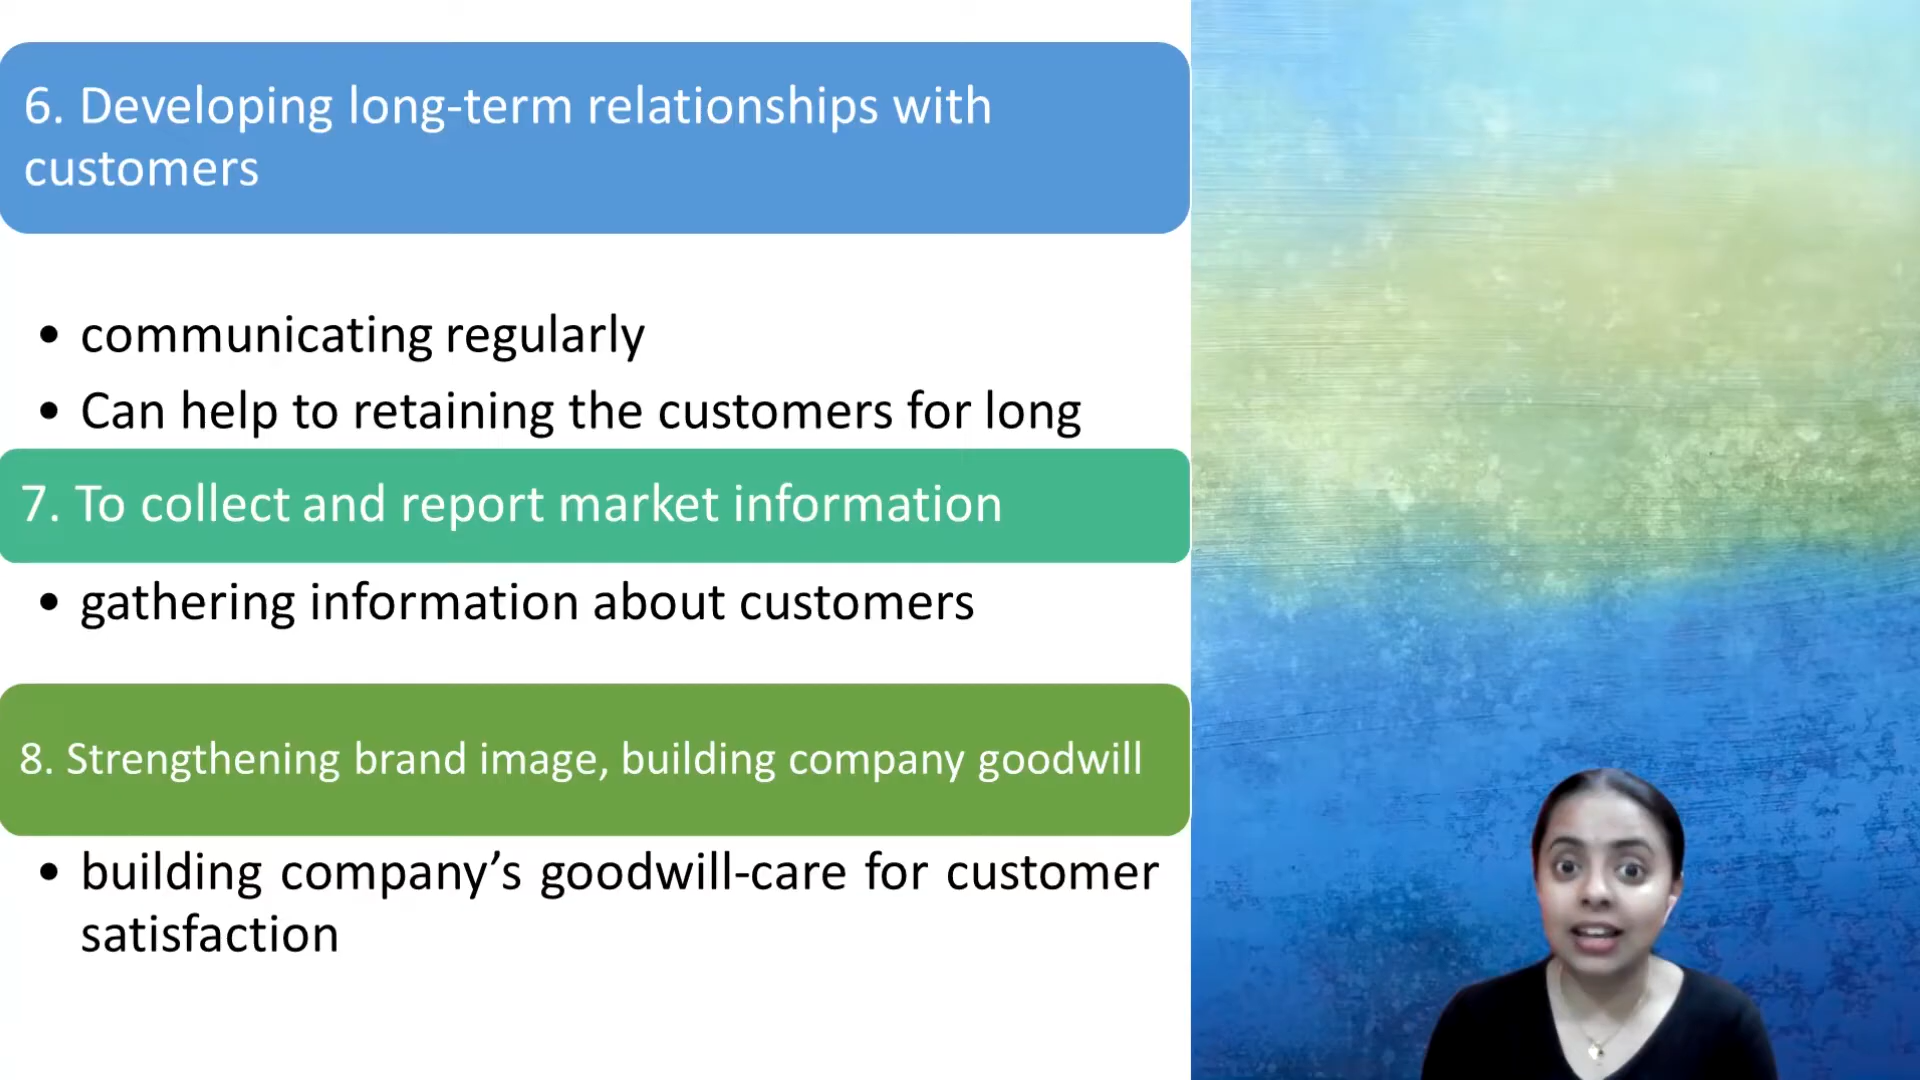 6. Developing long-term relationships with
customers
• communicating regularly
• Can help to retaining the customers for long
7. To collect and report market information
• gathering information about customers
8. Strengthening brand image, building company goodwill
• building company’s goodwill-care for customer
satisfaction